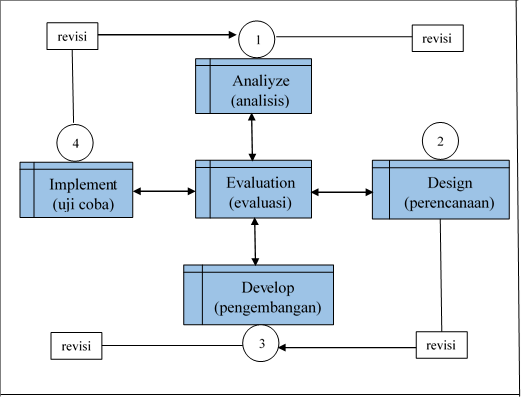 revisi
1
revisi
Analiyze
(analisis)
4
2
Implement
(uji coba)
Evaluation
(evaluasi)
Design
(perencanaan)
Develop
(pengembangan)
revisi
3
revisi